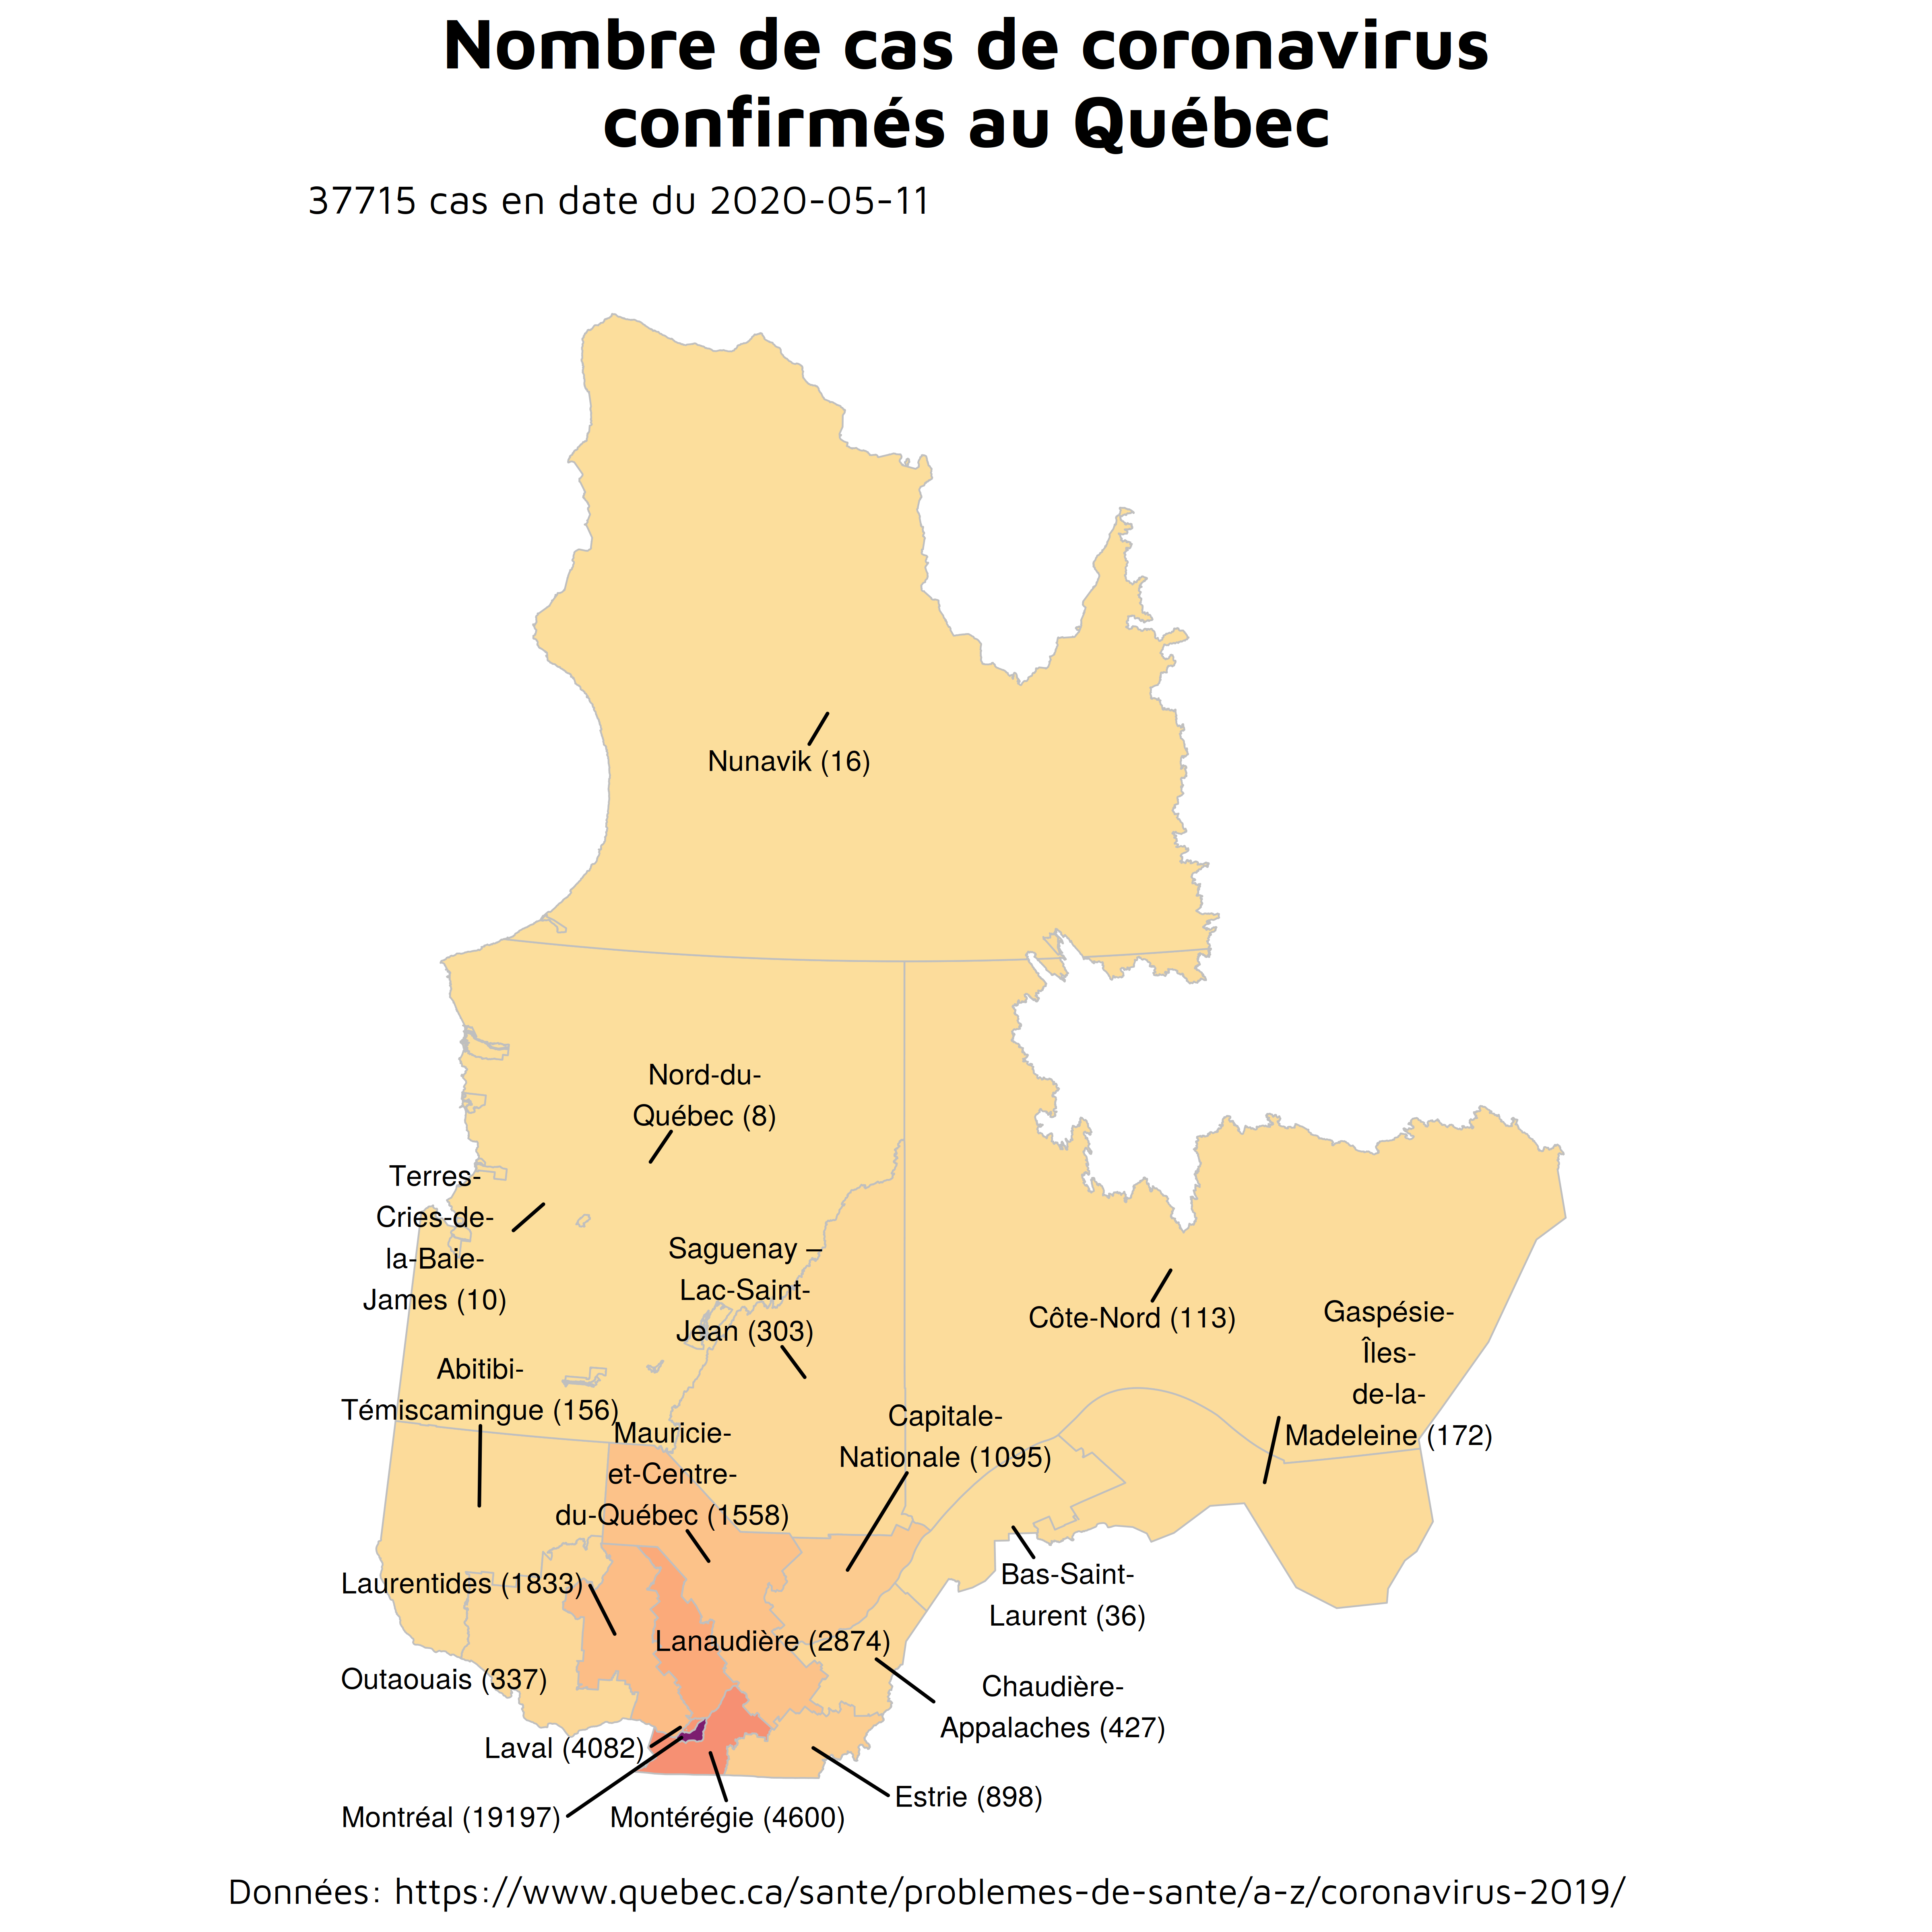 Nombre de cas de coronavirus
confirmés au Québec
37715 cas en date du 2020-05-11
Nunavik (16)
Nord-du-
Québec (8)
Terres-
Cries-de-
la-Baie-
James (10)
Saguenay –
Lac-Saint-
Jean (303)
Côte-Nord (113)
Gaspésie-
Îles-
de-la-
Madeleine (172)
Abitibi-
Témiscamingue (156)
Mauricie-
et-Centre-
du-Québec (1558)
Capitale-
Nationale (1095)
Laurentides (1833)
Bas-Saint-
Laurent (36)
Lanaudière (2874)
Outaouais (337)
Chaudière-
Appalaches (427)
Laval (4082)
Estrie (898)
Montréal (19197)
Montérégie (4600)
Données: https://www.quebec.ca/sante/problemes-de-sante/a-z/coronavirus-2019/